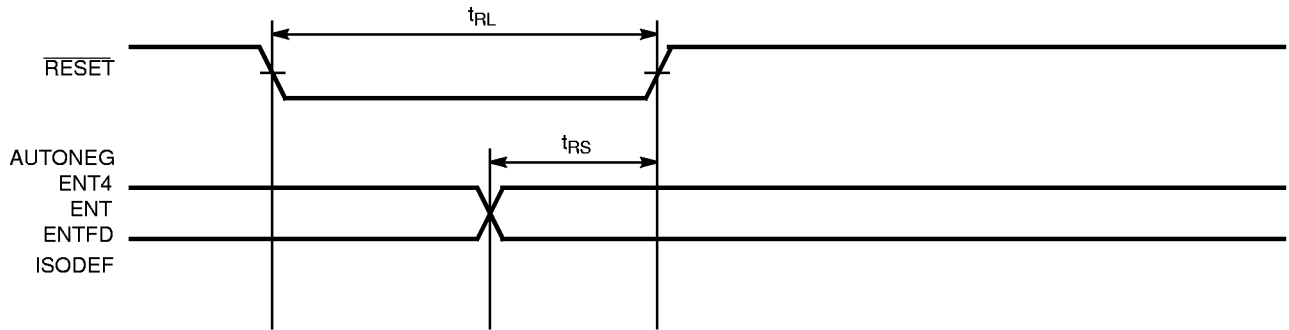 tRL
RESET
tRS
AUTONEG
ENT4
ENT
ENTFD
ISODEF